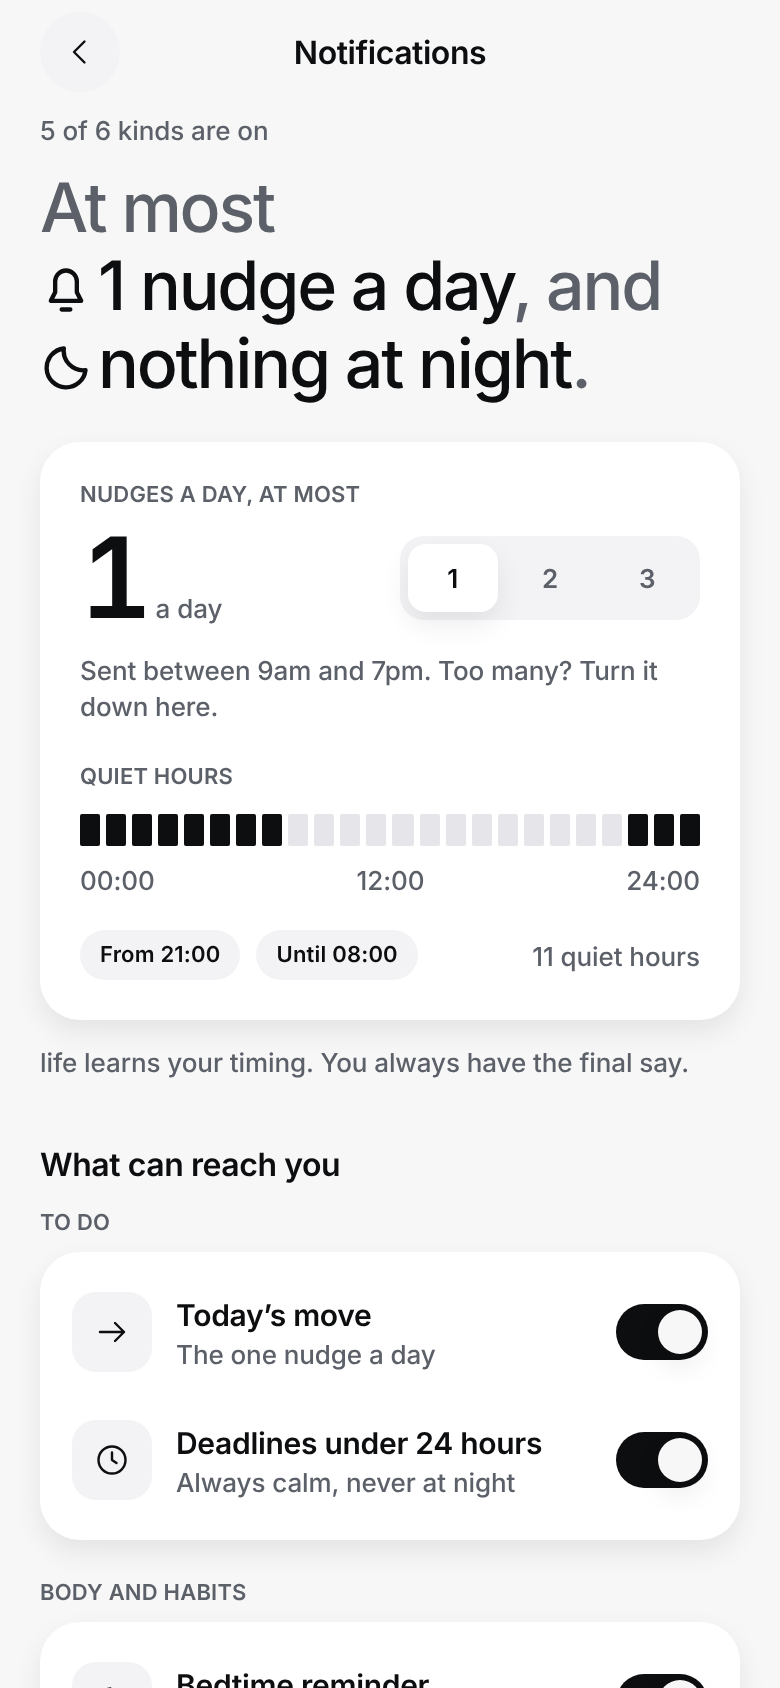 Notifications
5 of 6 kinds are on
At most
1 nudge a day, and
nothing at night.
NUDGES A DAY, AT MOST
1 a day
1 2 3
Sent between 9am and 7pm. Too many? Turn it
down here.
QUIET HOURS
00:00 12:00 24:00
From 21:00 Until 08:00 11 quiet hours
life learns your timing. You always have the final say.
What can reach you
TO DO
Today’s move
The one nudge a day
Deadlines under 24 hours
Always calm, never at night
BODY AND HABITS
Bedtime reminder